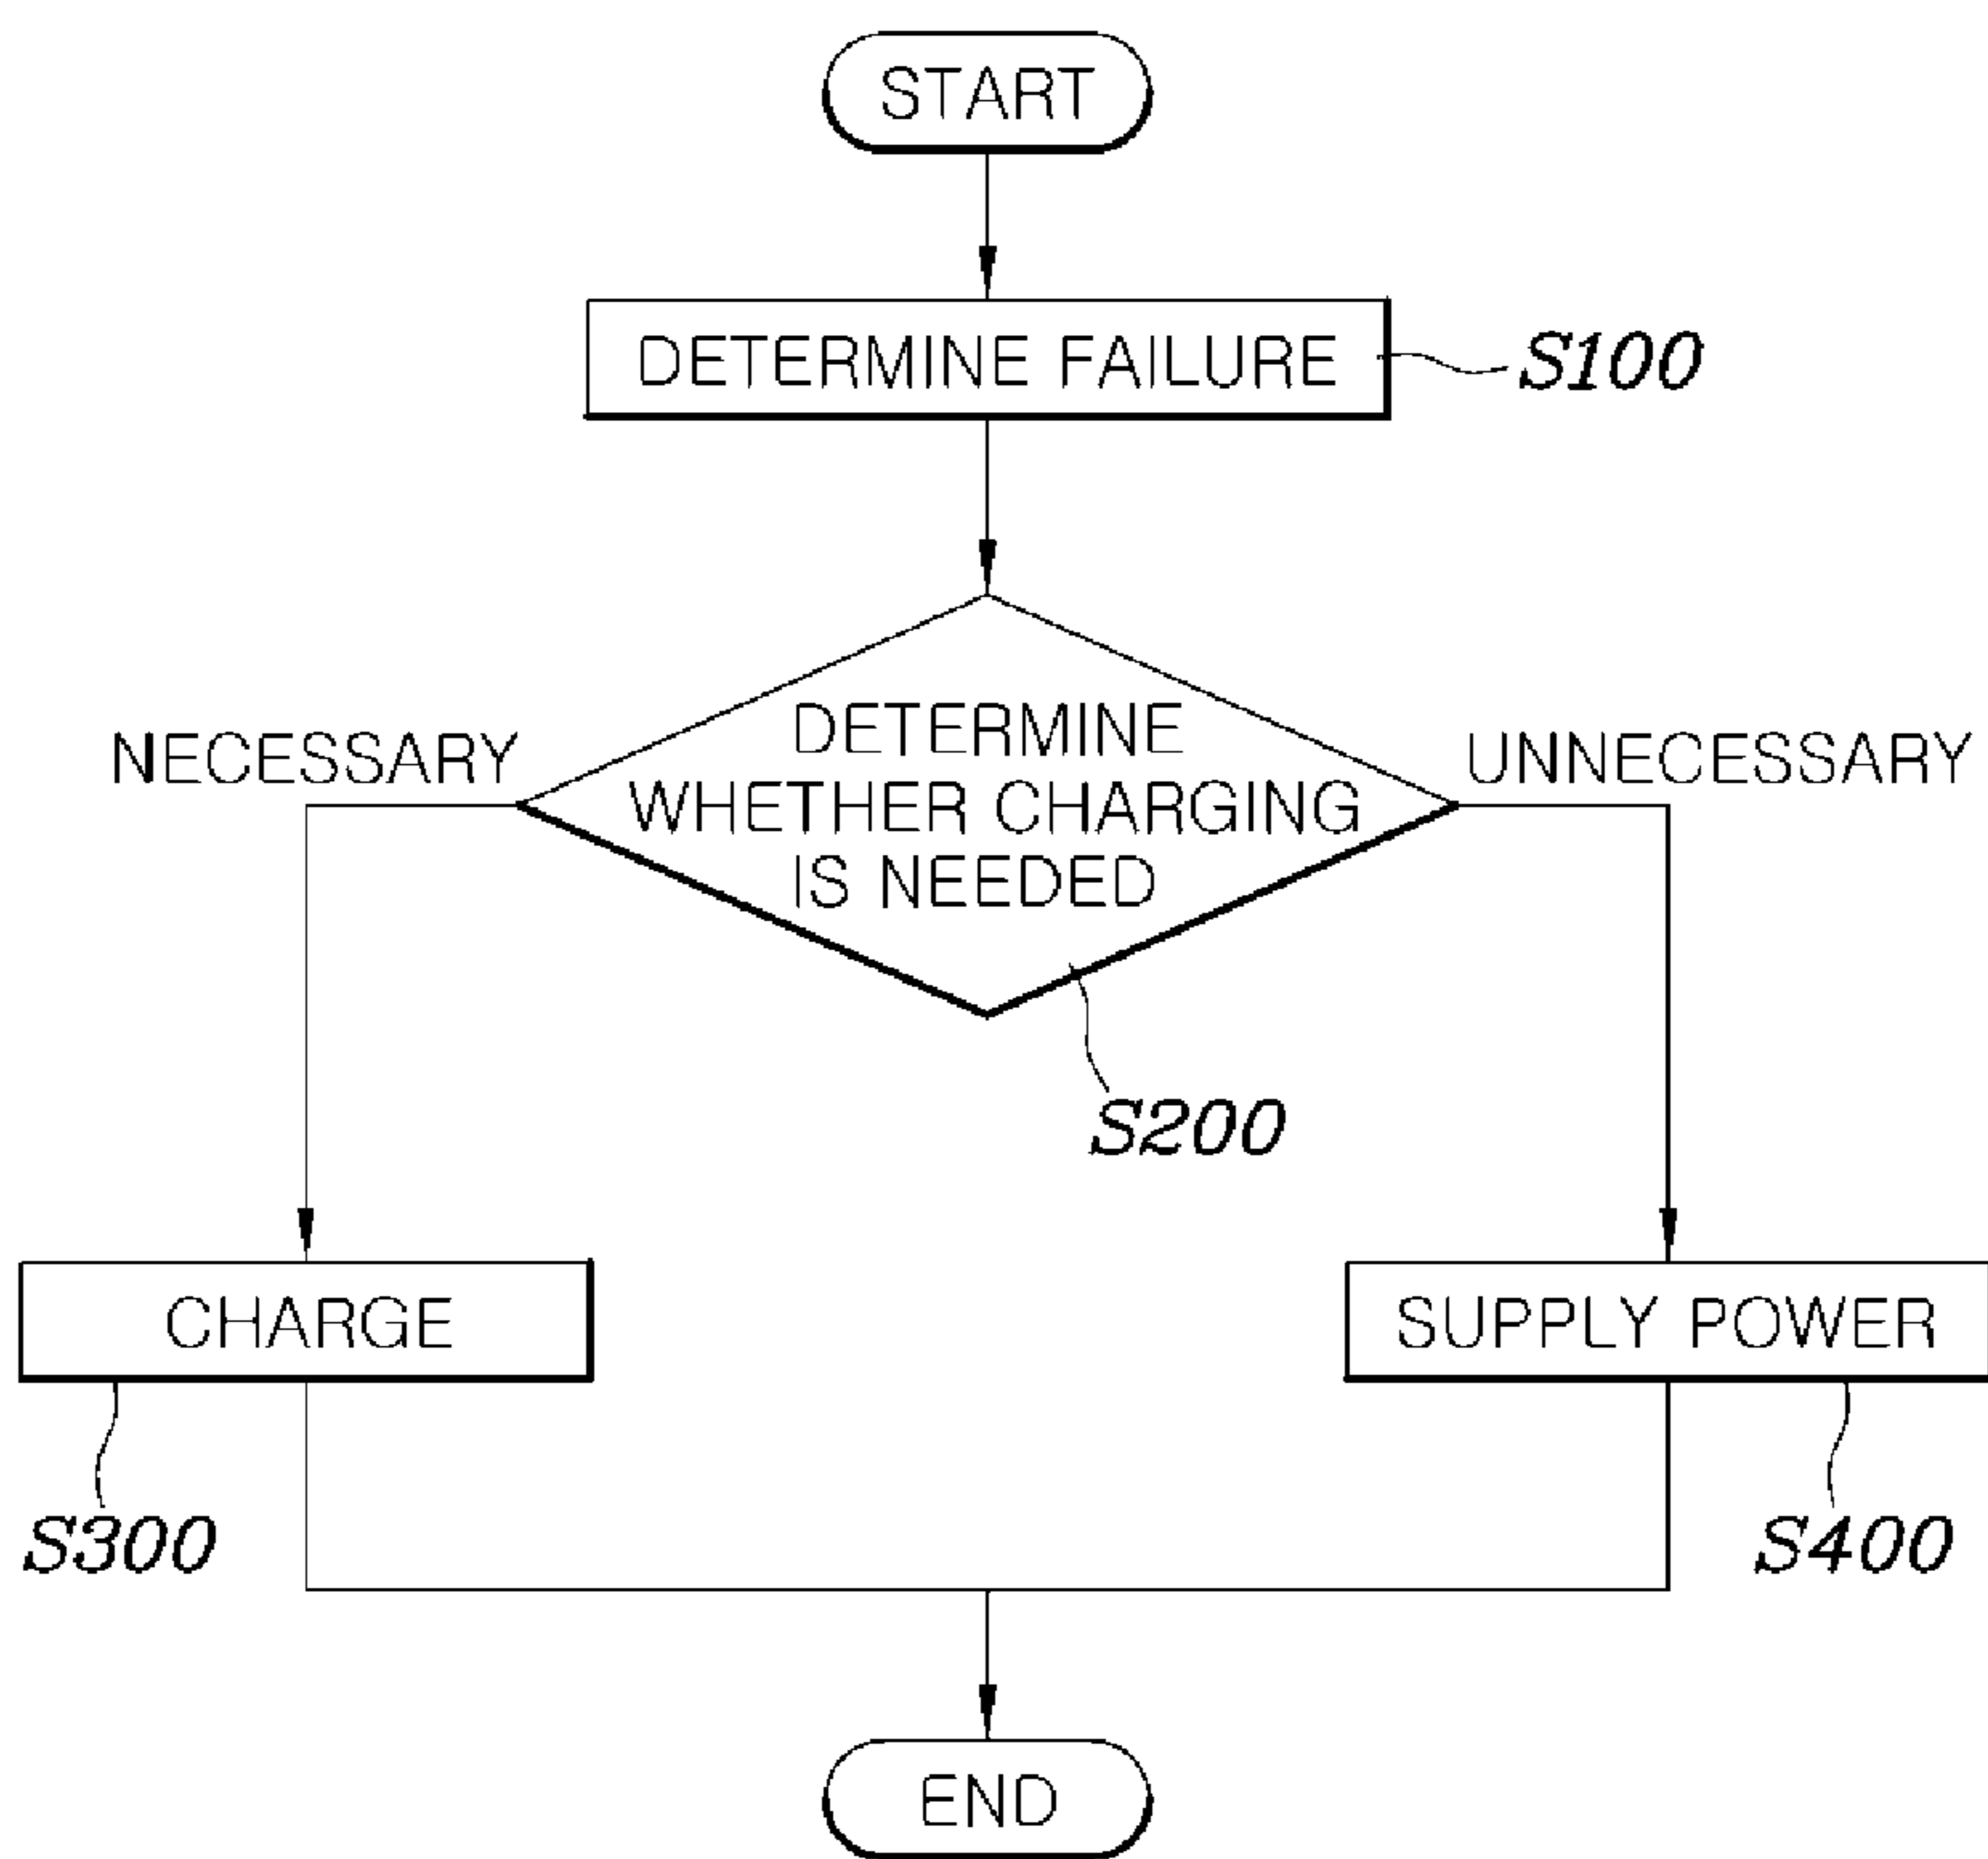 START
DETERMINE FAILURE
S100
DETERMINE
WHETHER CHARGING
IS NEEDED
NECESSARY
UNNECESSARY
S200
CHARGE
SUPPLY POWER
S300
S400
END